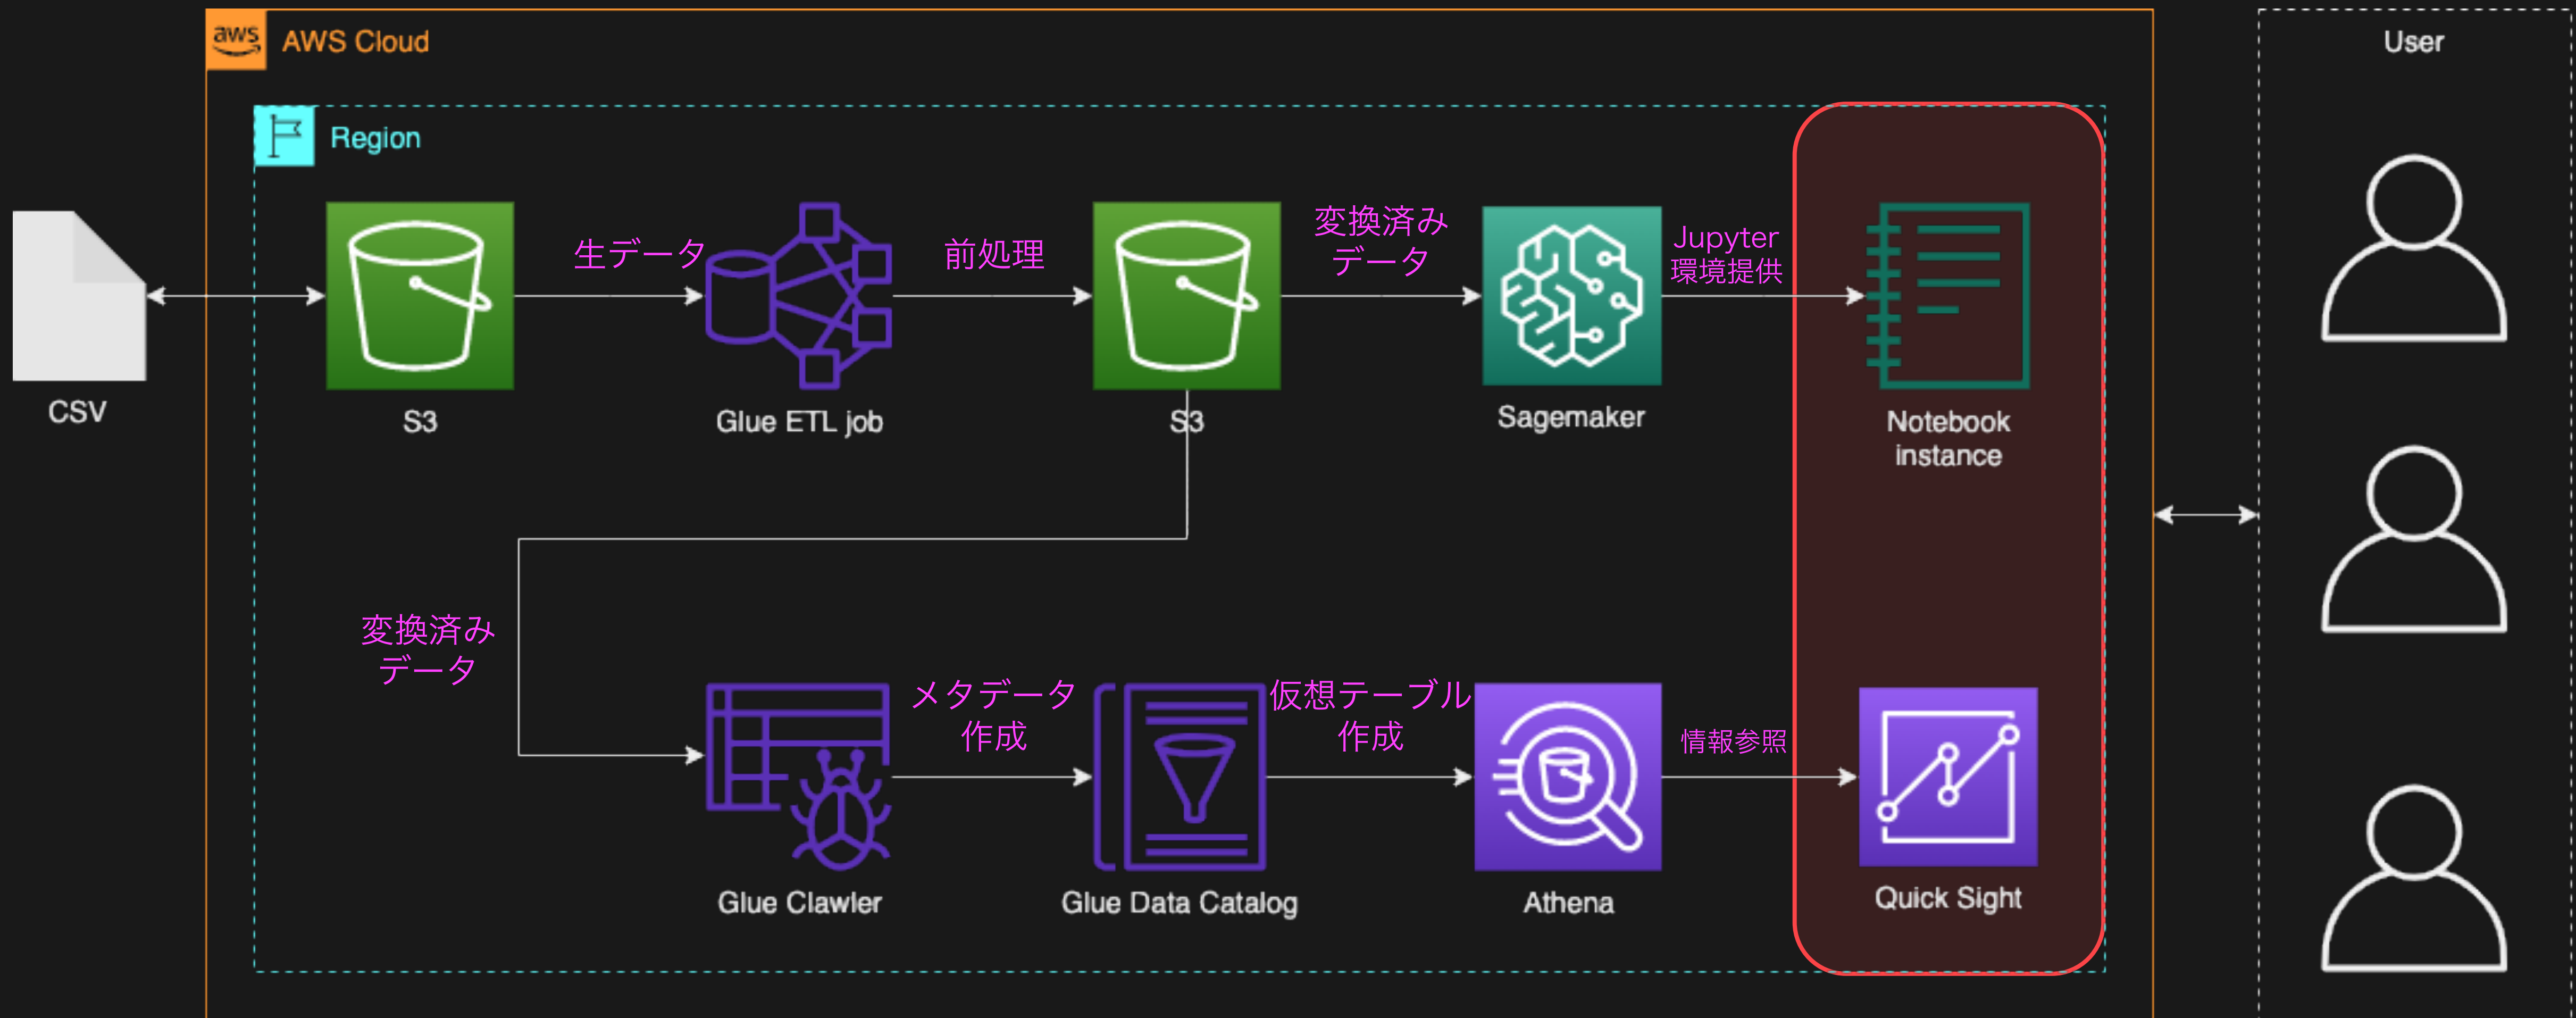 aws
AWS Cloud
User
Region
生データ
前処理
変換済み
データ
Jupyter
環境提供
CSV
S3
Glue ETL job
S3
Sagemaker
Notebook
instance
変換済み
データ
メタデータ
作成
仮想テーブル
作成
情報参照
Glue Clawler
Glue Data Catalog
Athena
Quick Sight